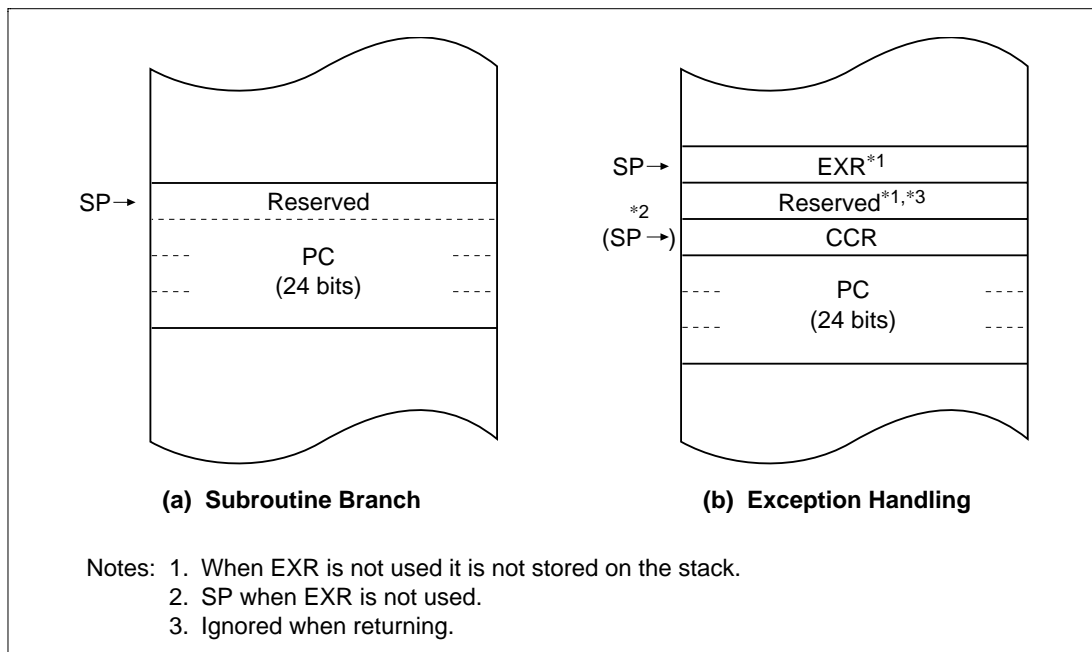 SP→
Reserved
PC
(24 bits)
(a) Subroutine Branch
SP→
EXR*1
Reserved*1,*3
*2
(SP →)
CCR
PC
(24 bits)
(b) Exception Handling
Notes: 1. When EXR is not used it is not stored on the stack.
2. SP when EXR is not used.
3. Ignored when returning.